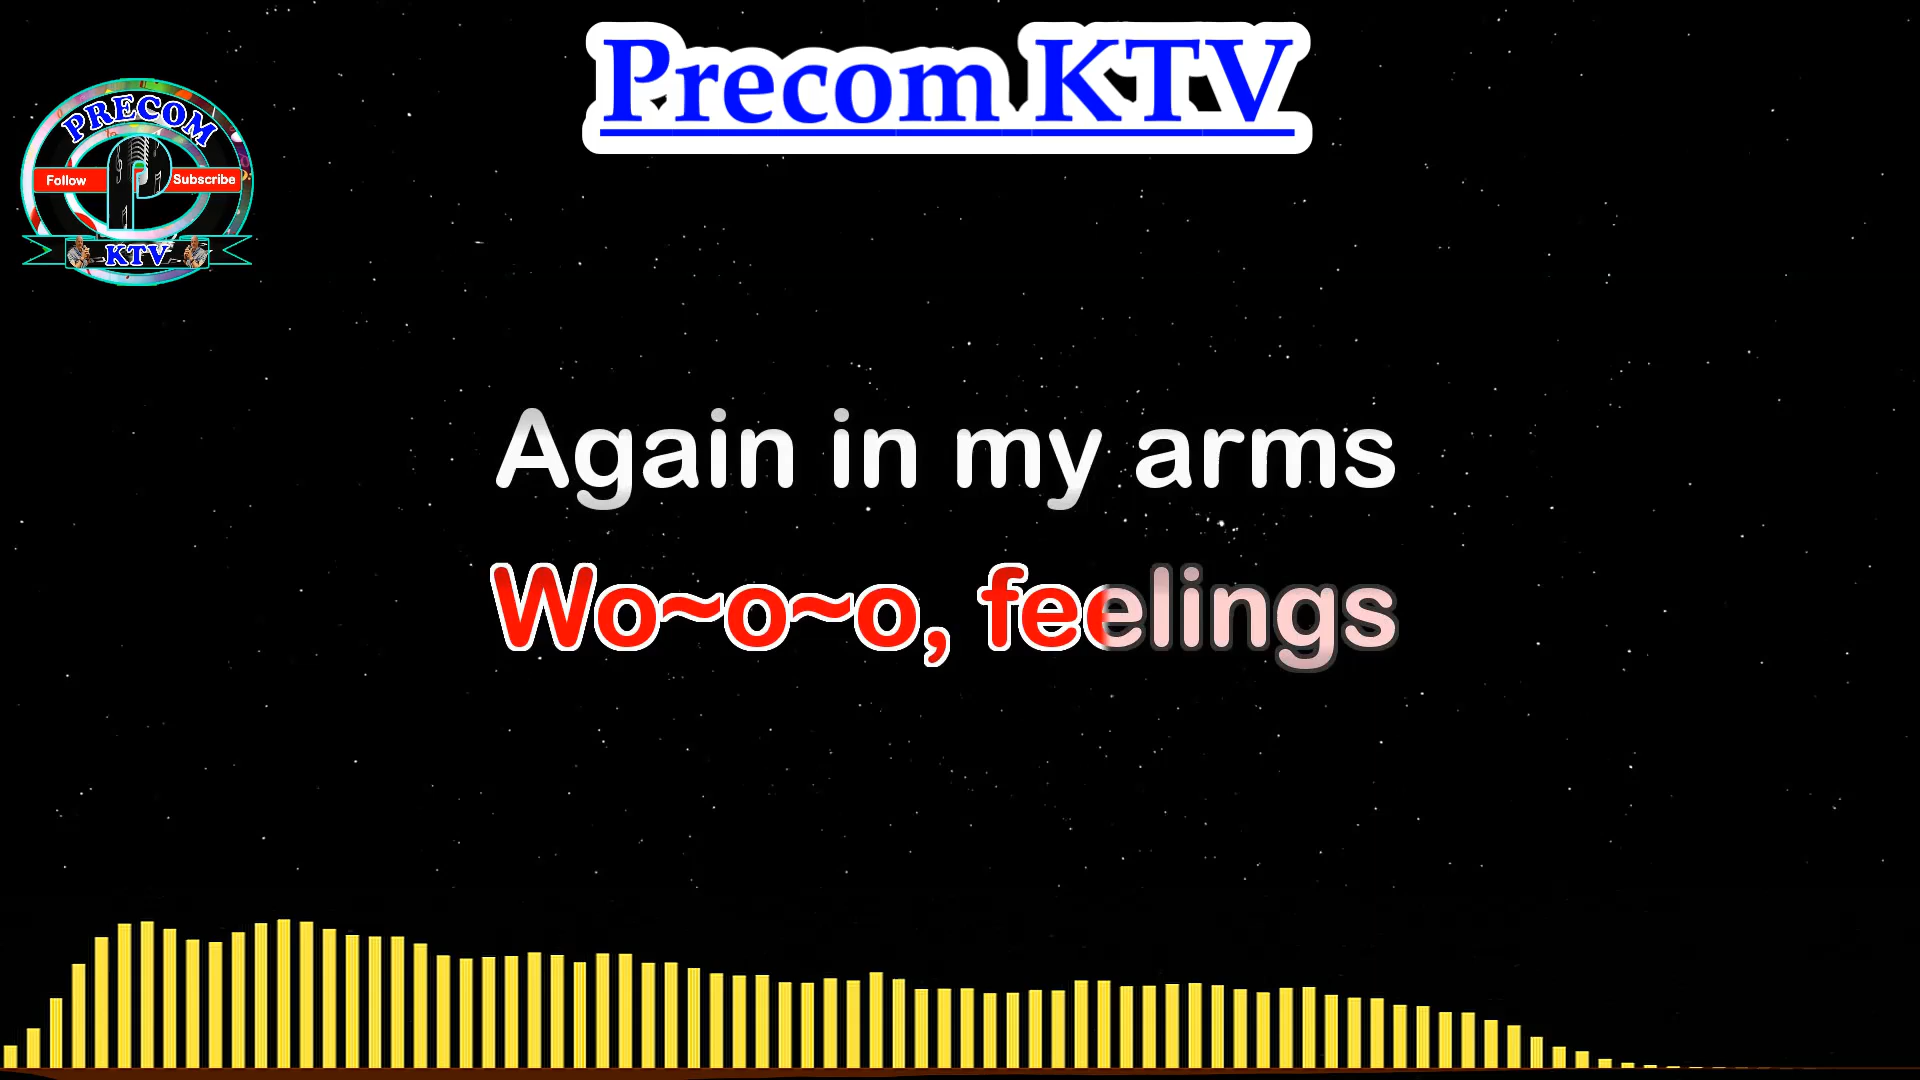 Precom KTV
PRECOM
Follow
Subscribe
KTV
Again in my arms
Wo~o~o, feelings